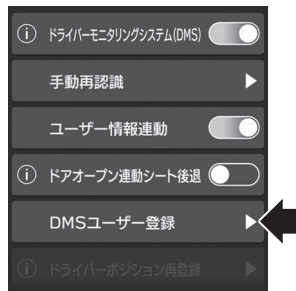 ドライバーモニタリングシステム(DMS)
手動再認識
ユーザー情報連動
ドアオープン連動シート後退
DMSユーザー登録
ドライバーポジション再登録